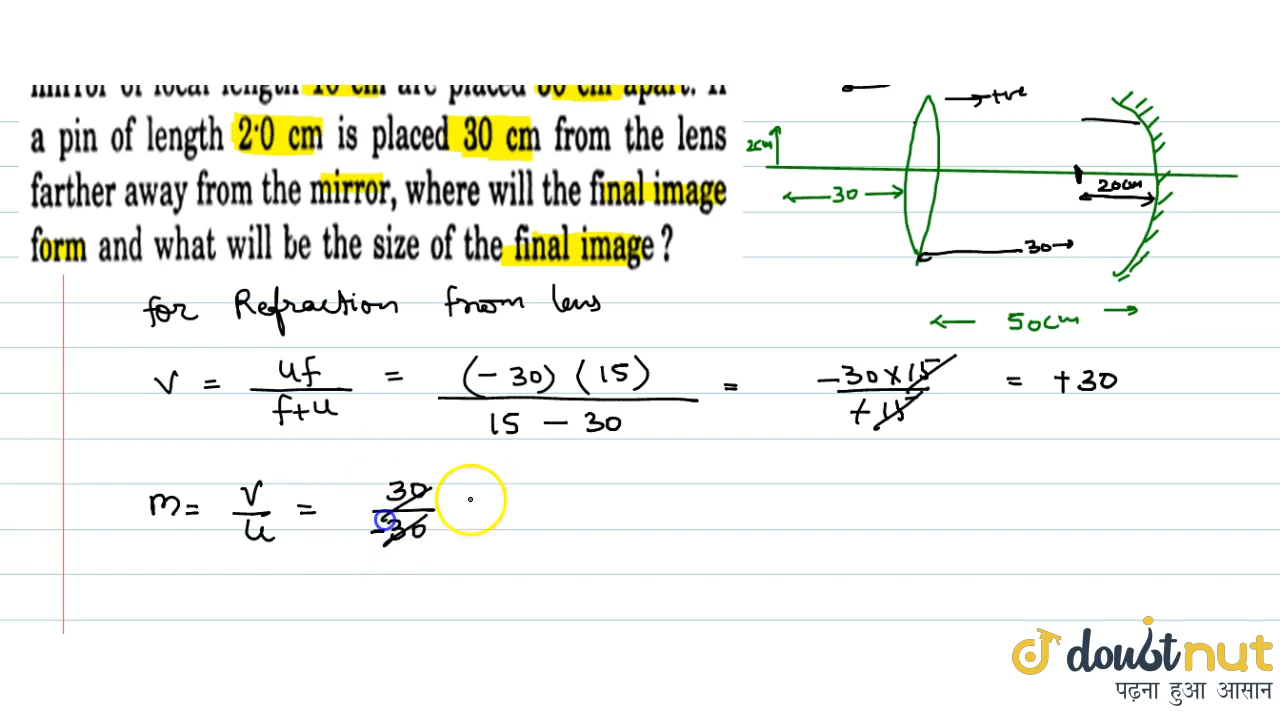 mirror of focal length 10 cm are placed 50 cm apart. If
a pin of length 2·0 cm is placed 30 cm from the lens
farther away from the mirror, where will the final image
form and what will be the size of the final image?
→ +ve
2cm
← 30 →
20cm
30 →
← 50cm →
for Refraction from lens
v = uf / f+u = (-30) (15) / 15 - 30 = -30×15 / +15 = +30
m = v / u = 30 / -30
doubtnut
पढ़ना हुआ आसान